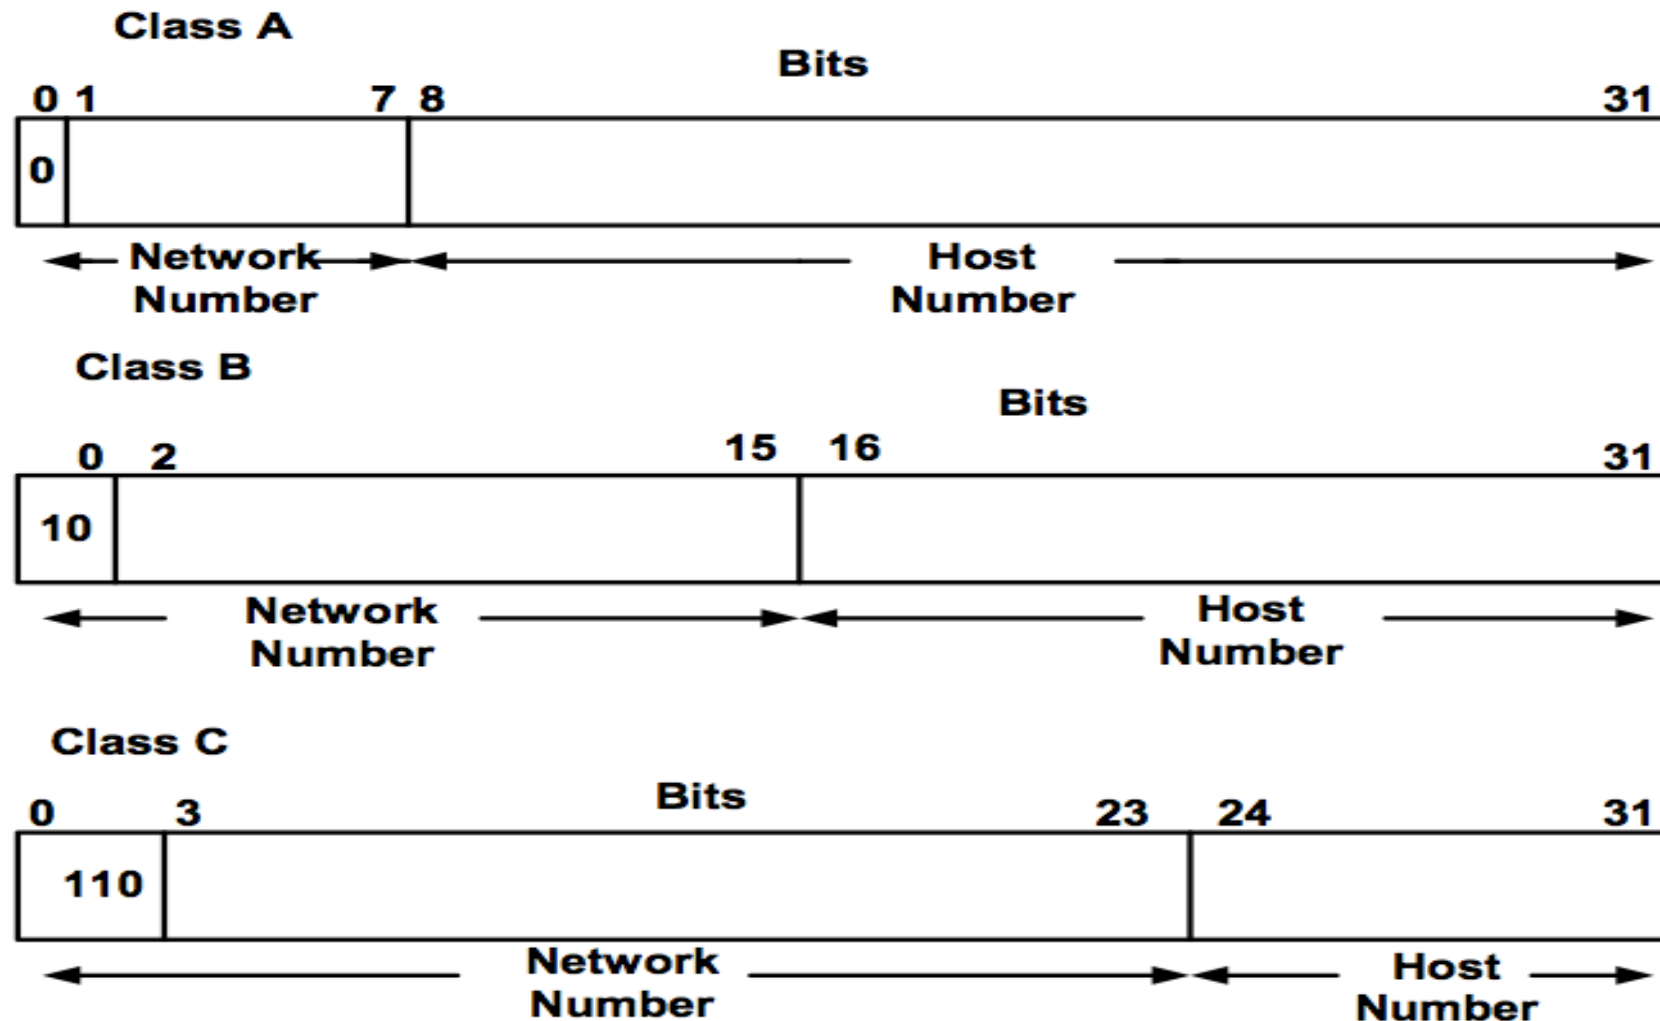 Class A
Bits
0 1 7 8 31
0
Network Host
Number Number
Class B
Bits
0 2 15 16 31
10
Network Host
Number Number
Class C
Bits
0 3 23 24 31
110
Network Host
Number Number